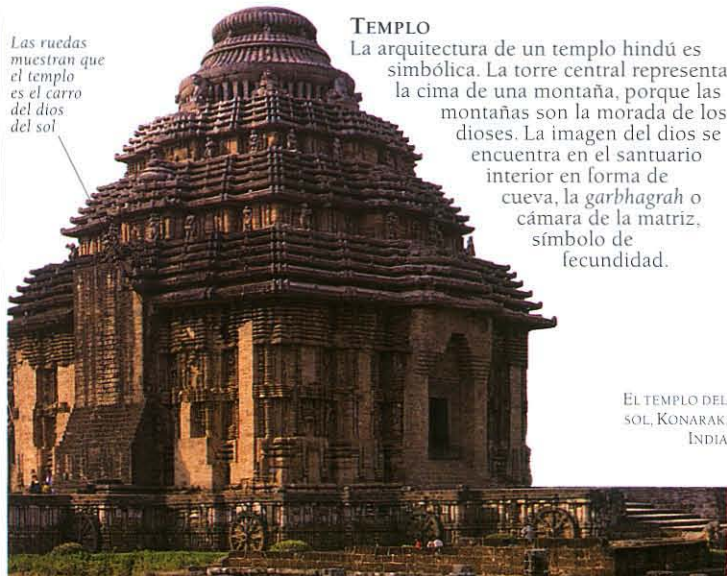 Las ruedas
muestran que
el templo
es el carro
del dios
del sol
TEMPLO
La arquitectura de un templo hindú es
simbólica. La torre central representa
la cima de una montaña, porque las
montañas son la morada de los
dioses. La imagen del dios se
encuentra en el santuario
interior en forma de
cueva, la garbhagrah o
cámara de la matriz,
símbolo de
fecundidad.
EL TEMPLO DEL
SOL, KONARAK
INDIA